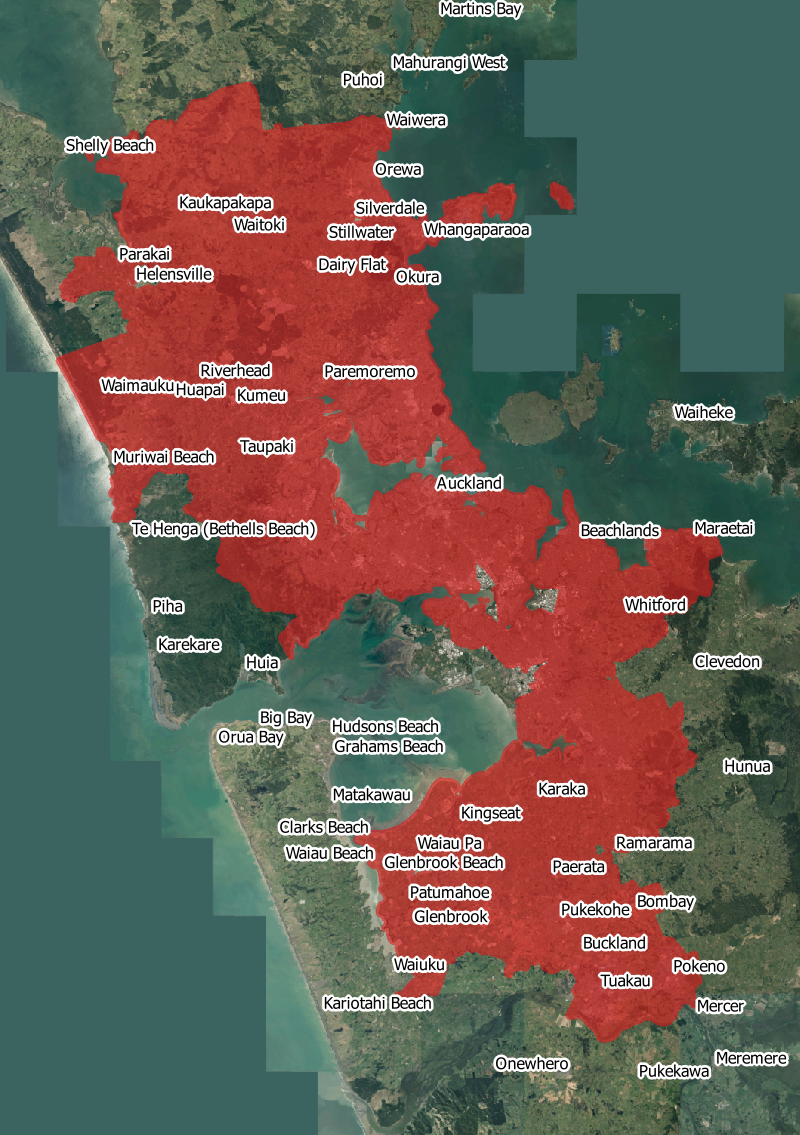 Martins Bay
Mahurangi West
Puhoi
Waiwera
Shelly Beach
Orewa
Kaukapakapa
Silverdale
Waitoki
Stillwater
Whangaparaoa
Parakai
Dairy Flat
Helensville
Okura
Riverhead
Paremoremo
Waimauku
Huapai
Kumeu
Waiheke
Taupaki
Muriwai Beach
Auckland
Te Henga (Bethells Beach)
Beachlands
Maraetai
Piha
Whitford
Karekare
Huia
Clevedon
Big Bay
Hudsons Beach
Orua Bay
Grahams Beach
Hunua
Matakawau
Karaka
Kingseat
Clarks Beach
Waiau Pa
Ramarama
Waiau Beach
Glenbrook Beach
Paerata
Patumahoe
Bombay
Glenbrook
Pukekohe
Buckland
Waiuku
Pokeno
Tuakau
Kariotahi Beach
Mercer
Onewhero
Meremere
Pukekawa